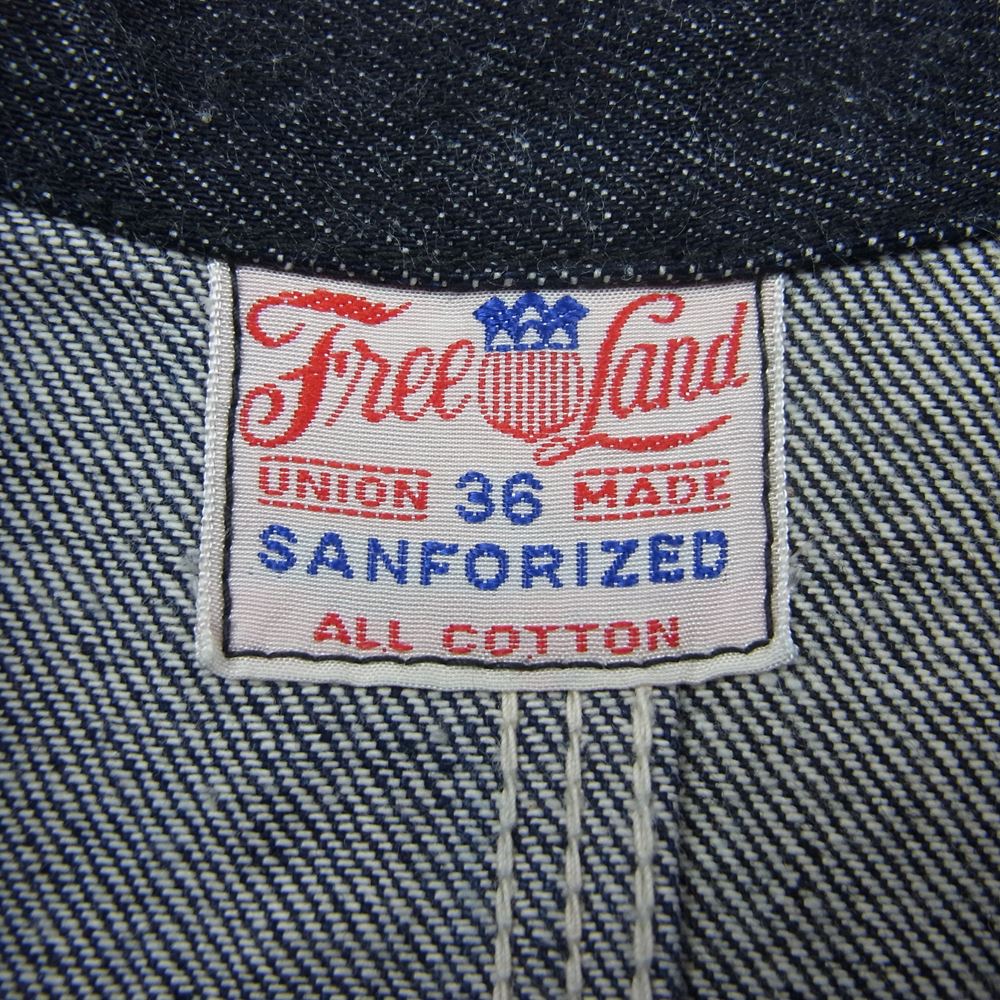 Free Land
UNION 36 MADE
SANFORIZED
ALL COTTON